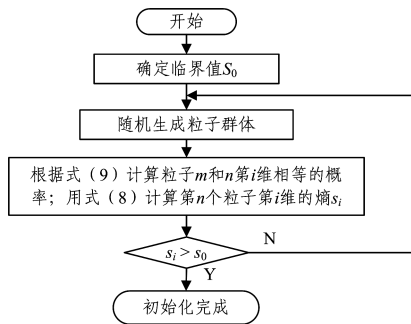 开始
确定临界值S₀
随机生成粒子群体
根据式（9）计算粒子m和n第i维相等的概
率；用式（8）计算第n个粒子第i维的熵sᵢ
sᵢ > s₀
N
Y
初始化完成